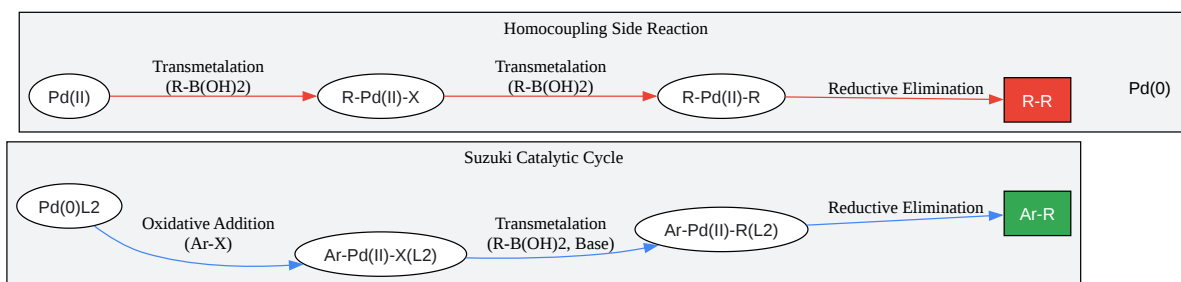 Homocoupling Side Reaction
Pd(II)
Transmetalation
(R-B(OH)2)
R-Pd(II)-X
Transmetalation
(R-B(OH)2)
R-Pd(II)-R
Reductive Elimination
R-R
Pd(0)
Suzuki Catalytic Cycle
Pd(0)L2
Oxidative Addition
(Ar-X)
Ar-Pd(II)-X(L2)
Transmetalation
(R-B(OH)2, Base)
Ar-Pd(II)-R(L2)
Reductive Elimination
Ar-R